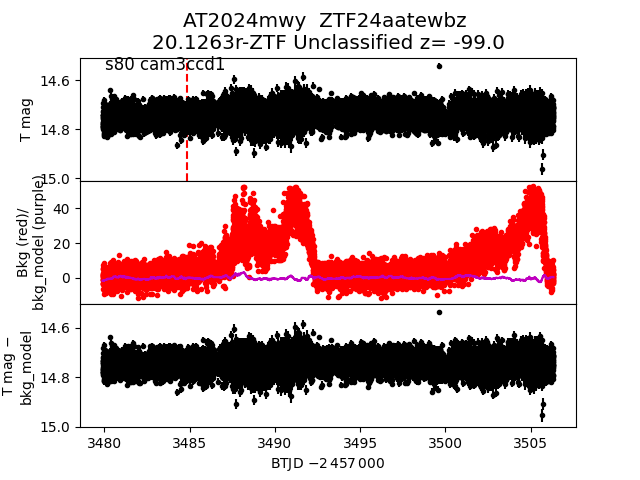 AT2024mwy  ZTF24aatewbz
20.1263r-ZTF Unclassified z= -99.0
s80 cam3ccd1
T mag
14.6
14.8
15.0
Bkg (red)/
bkg_model (purple)
40
20
0
T mag −
bkg_model
14.6
14.8
15.0
3480 3485 3490 3495 3500 3505
BTJD −2 457 000